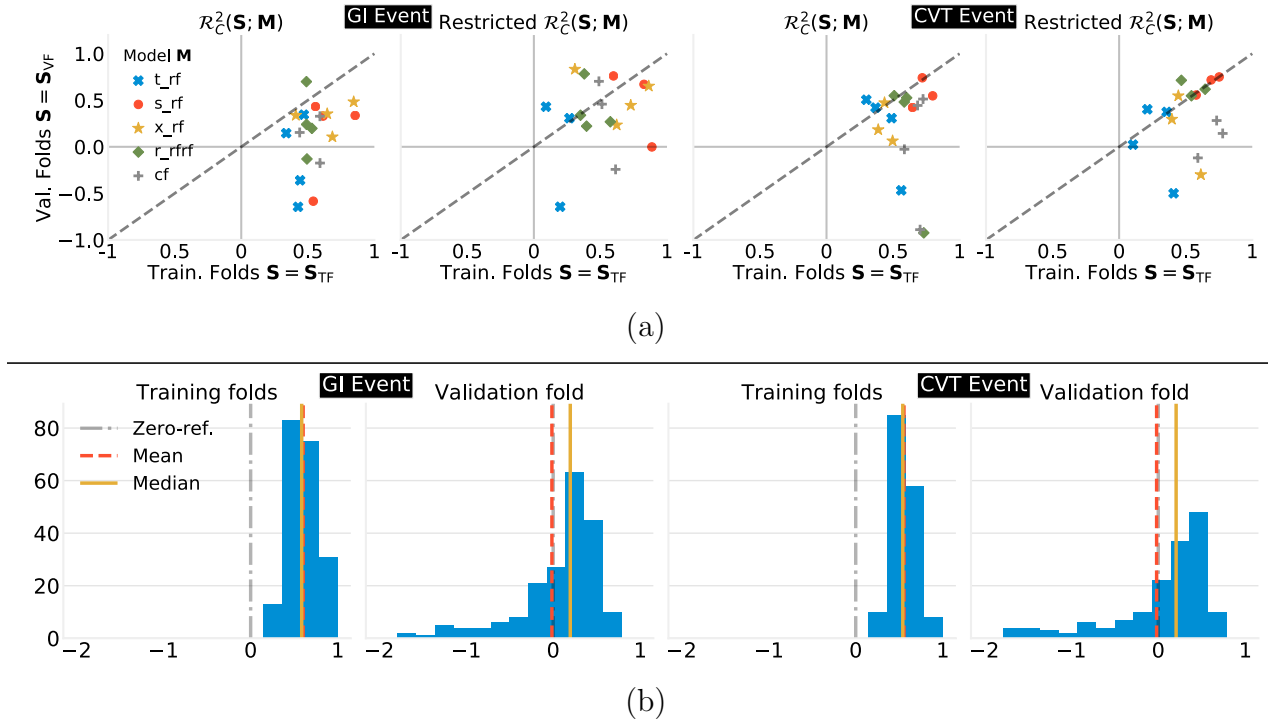 (a) R²_C(S; M) GI Event Restricted R²_C(S; M) R²_C(S; M) CVT Event Restricted R²_C(S; M)
Val. Folds S = S_VF
1.0
0.5
0.0
−0.5
−1.0
Model M
t_rf
s_rf
x_rf
r_rfrf
cf
-1 0.5 0 0.5 1 -1 0.5 0 0.5 1 -1 0.5 0 0.5 1 -1 0.5 0 0.5 1
Train. Folds S = S_TF Train. Folds S = S_TF Train. Folds S = S_TF Train. Folds S = S_TF
(a)
Training folds GI Event Validation fold Training folds CVT Event Validation fold
80
60
40
20
0
Zero-ref.
Mean
Median
−2 −1 0 1 −2 −1 0 1 −2 −1 0 1 −2 −1 0 1
(b)